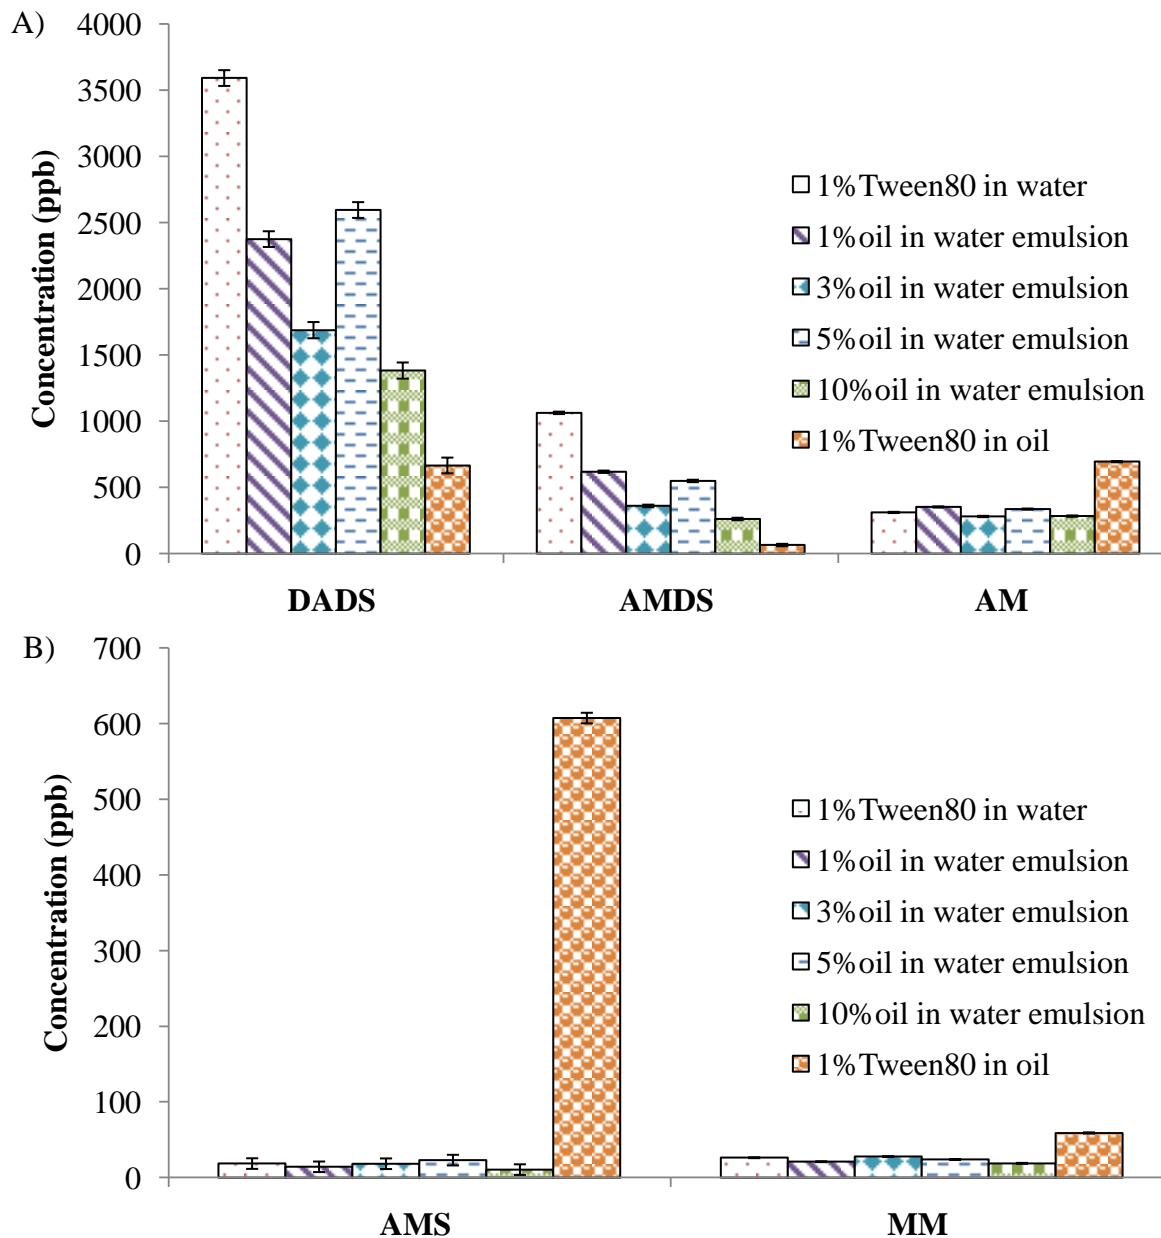 A)
4000
3500
3000
2500
2000
1500
1000
500
0
Concentration (ppb)
1%Tween80 in water
1%oil in water emulsion
3%oil in water emulsion
5%oil in water emulsion
10%oil in water emulsion
1%Tween80 in oil
DADS AMDS AM
B)
700
600
500
400
300
200
100
0
Concentration (ppb)
1%Tween80 in water
1%oil in water emulsion
3%oil in water emulsion
5%oil in water emulsion
10%oil in water emulsion
1%Tween80 in oil
AMS MM